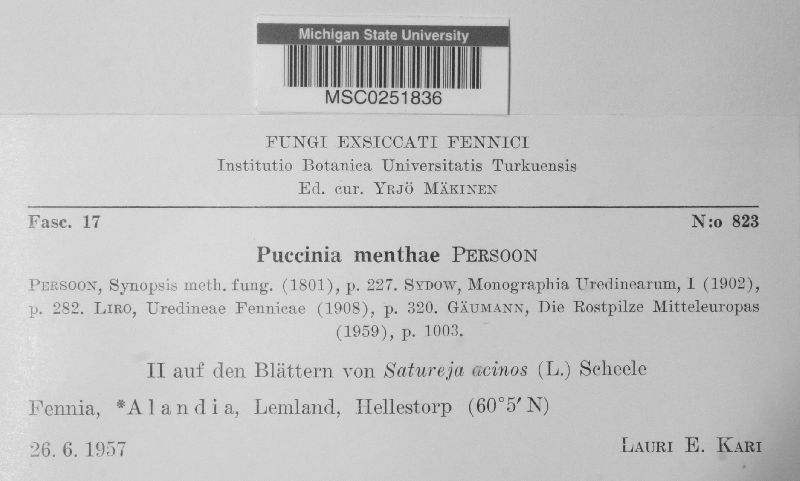 Michigan State University
MSC0251836
FUNGI EXSICCATI FENNICI
Institutio Botanica Universitatis Turkuensis
Ed. cur. YRJÖ MÄKINEN
Fasc. 17 N:o 823
Puccinia menthae PERSOON
PERSOON, Synopsis meth. fung. (1801), p. 227. SYDOW, Monographia Uredinearum, I (1902),
p. 282. LIRO, Uredineae Fennicae (1908), p. 320. GÄUMANN, Die Rostpilze Mitteleuropas
(1959), p. 1003.
II auf den Blättern von Satureja acinos (L.) Scheele
Fennia, *Alandia, Lemland, Hellestorp (60°5′ N)
26. 6. 1957 LAURI E. KARI